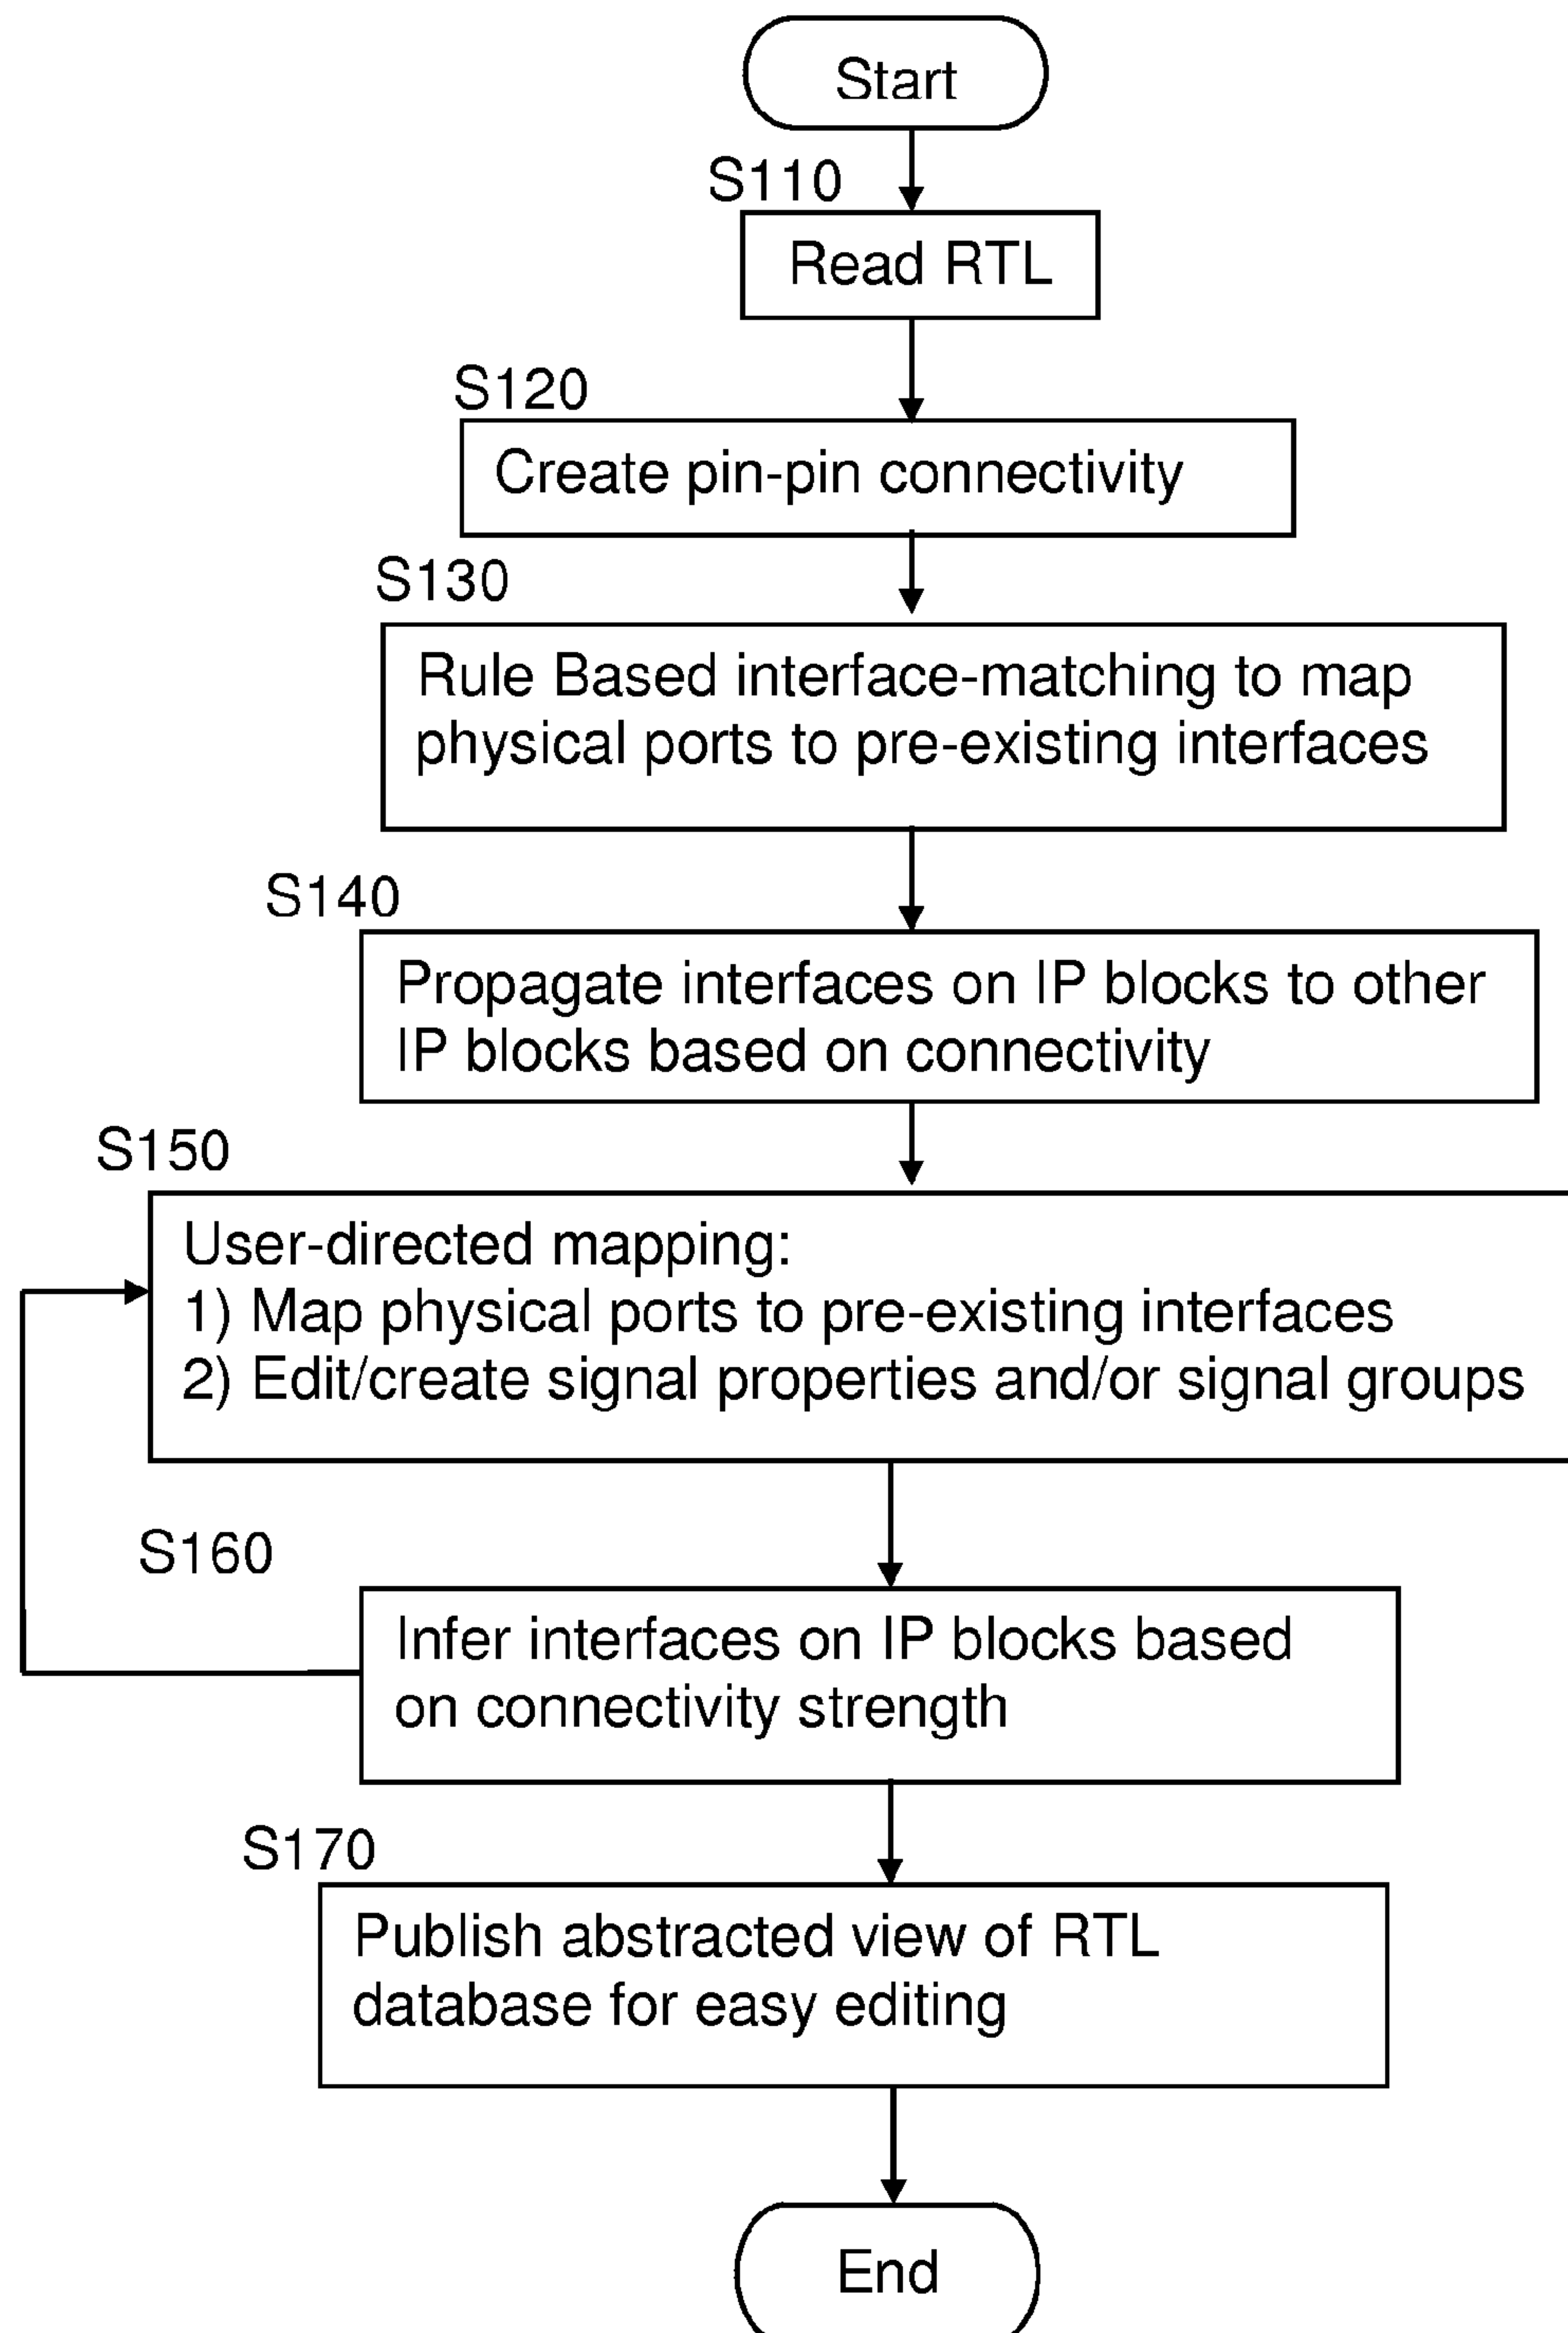 Start
S110
Read RTL
S120
Create pin-pin connectivity
S130
Rule Based interface-matching to map
physical ports to pre-existing interfaces
S140
Propagate interfaces on IP blocks to other
IP blocks based on connectivity
S150
User-directed mapping:
1) Map physical ports to pre-existing interfaces
2) Edit/create signal properties and/or signal groups
S160
Infer interfaces on IP blocks based
on connectivity strength
S170
Publish abstracted view of RTL
database for easy editing
End